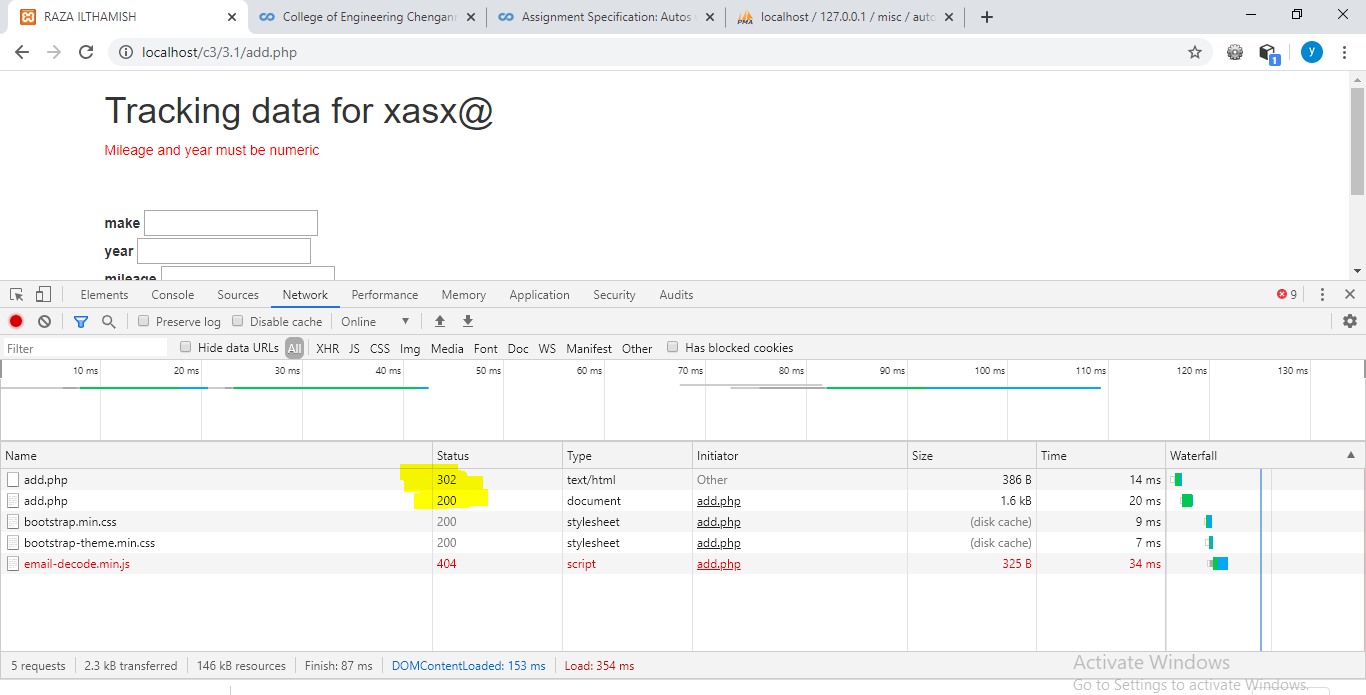 RAZA ILTHAMISH College of Engineering Chengan Assignment Specification: Autos localhost / 127.0.0.1 / misc / auto
localhost/c3/3.1/add.php y 1
Tracking data for xasx@
Mileage and year must be numeric
make
year
mileage
Elements Console Sources Network Performance Memory Application Security Audits 9
Preserve log Disable cache Online
Filter Hide data URLs All XHR JS CSS Img Media Font Doc WS Manifest Other Has blocked cookies
10 ms 20 ms 30 ms 40 ms 50 ms 60 ms 70 ms 80 ms 90 ms 100 ms 110 ms 120 ms 130 ms
Name Status Type Initiator Size Time Waterfall
add.php 302 text/html Other 386 B 14 ms
add.php 200 document add.php 1.6 kB 20 ms
bootstrap.min.css 200 stylesheet add.php (disk cache) 9 ms
bootstrap-theme.min.css 200 stylesheet add.php (disk cache) 7 ms
email-decode.min.js 404 script add.php 325 B 34 ms
5 requests 2.3 kB transferred 146 kB resources Finish: 87 ms DOMContentLoaded: 153 ms Load: 354 ms
Activate Windows
Go to Settings to activate Windows.